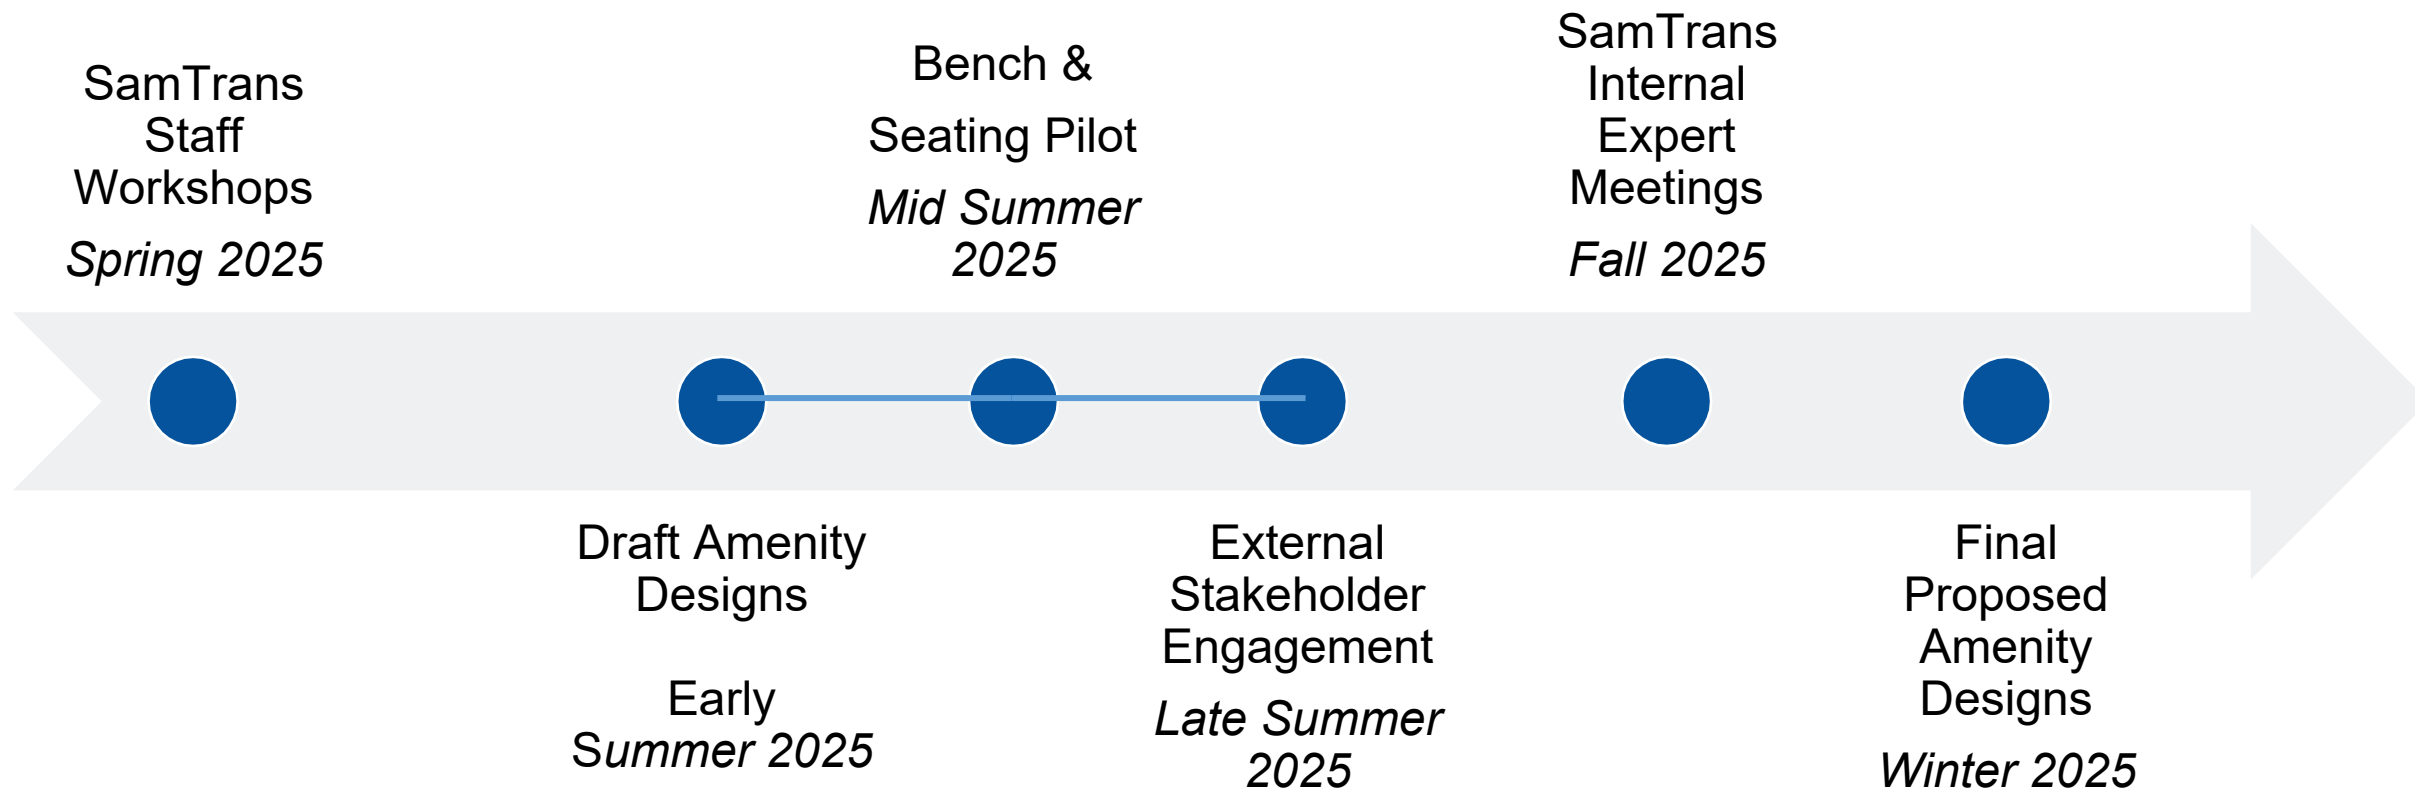 SamTrans
Staff
Workshops
Spring 2025
Draft Amenity
Designs
Early
Summer 2025
Bench &
Seating Pilot
Mid Summer
2025
External
Stakeholder
Engagement
Late Summer
2025
SamTrans
Internal
Expert
Meetings
Fall 2025
Final
Proposed
Amenity
Designs
Winter 2025